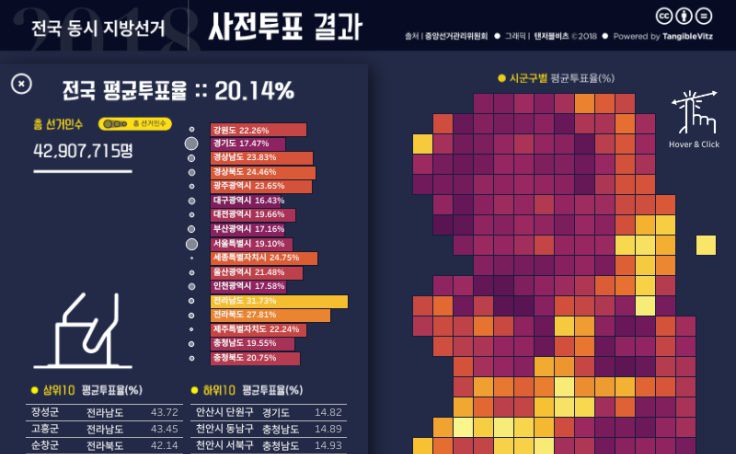 2018
전국 동시 지방선거
사전투표 결과
출처 | 중앙선거관리위원회 ● 그래픽 | 탠저블비츠 ©2018 ● Powered by TangibleVitz
전국 평균투표율 :: 20.14%
총 선거인수
총 선거인수
42,907,715명
강원도 22.26%
경기도 17.47%
경상남도 23.83%
경상북도 24.46%
광주광역시 23.65%
대구광역시 16.43%
대전광역시 19.66%
부산광역시 17.16%
서울특별시 19.10%
세종특별자치시 24.75%
울산광역시 21.48%
인천광역시 17.58%
전라남도 31.73%
전라북도 27.81%
제주특별자치도 22.24%
충청남도 19.55%
충청북도 20.75%
상위10 평균투표율(%)
장성군 전라남도 43.72
고흥군 전라남도 43.45
순창군 전라북도 42.14
하위10 평균투표율(%)
안산시 단원구 경기도 14.82
천안시 동남구 충청남도 14.89
천안시 서북구 충청남도 14.93
시군구별 평균투표율(%)
Hover & Click